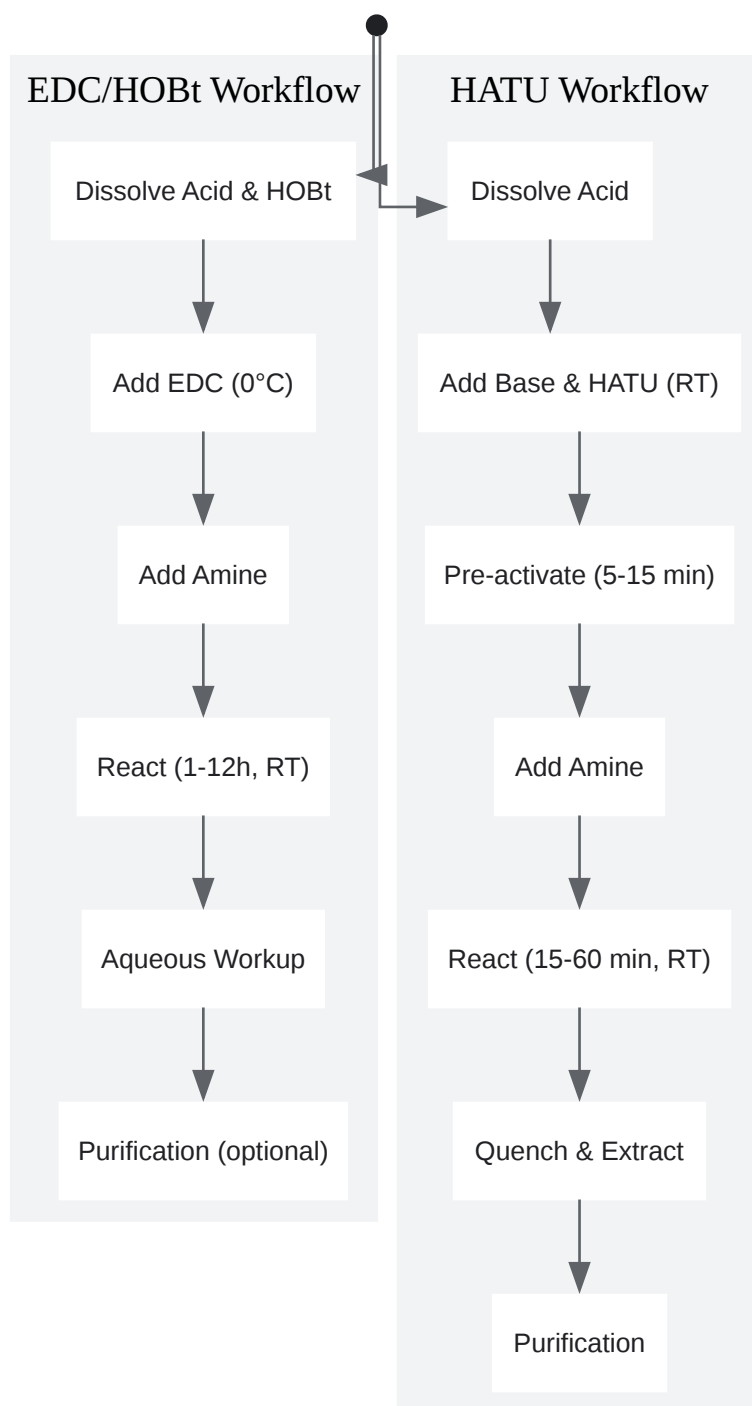 EDC/HOBt Workflow
Dissolve Acid & HOBt
Add EDC (0°C)
Add Amine
React (1-12h, RT)
Aqueous Workup
Purification (optional)
HATU Workflow
Dissolve Acid
Add Base & HATU (RT)
Pre-activate (5-15 min)
Add Amine
React (15-60 min, RT)
Quench & Extract
Purification